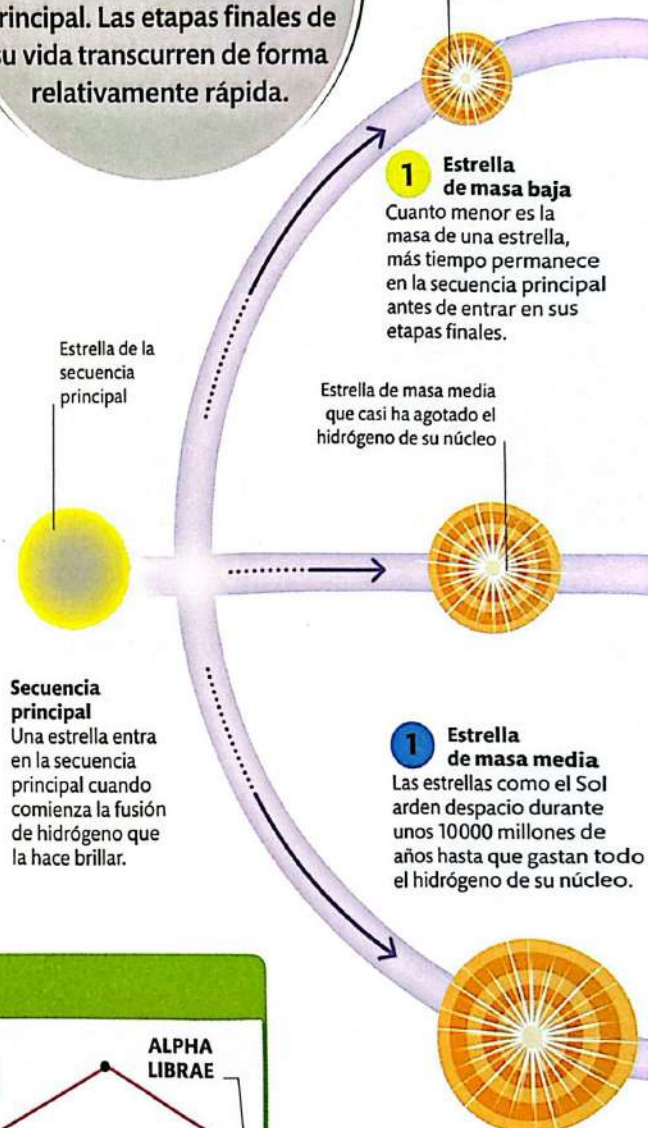 principal. Las etapas finales de
su vida transcurren de forma
relativamente rápida.
1 Estrella
de masa baja
Cuanto menor es la
masa de una estrella,
más tiempo permanece
en la secuencia principal
antes de entrar en sus
etapas finales.
Estrella de la
secuencia
principal
Estrella de masa media
que casi ha agotado el
hidrógeno de su núcleo
Secuencia
principal
Una estrella entra
en la secuencia
principal cuando
comienza la fusión
de hidrógeno que
la hace brillar.
1 Estrella
de masa media
Las estrellas como el Sol
arden despacio durante
unos 10000 millones de
años hasta que gastan todo
el hidrógeno de su núcleo.
ALPHA
LIBRAE